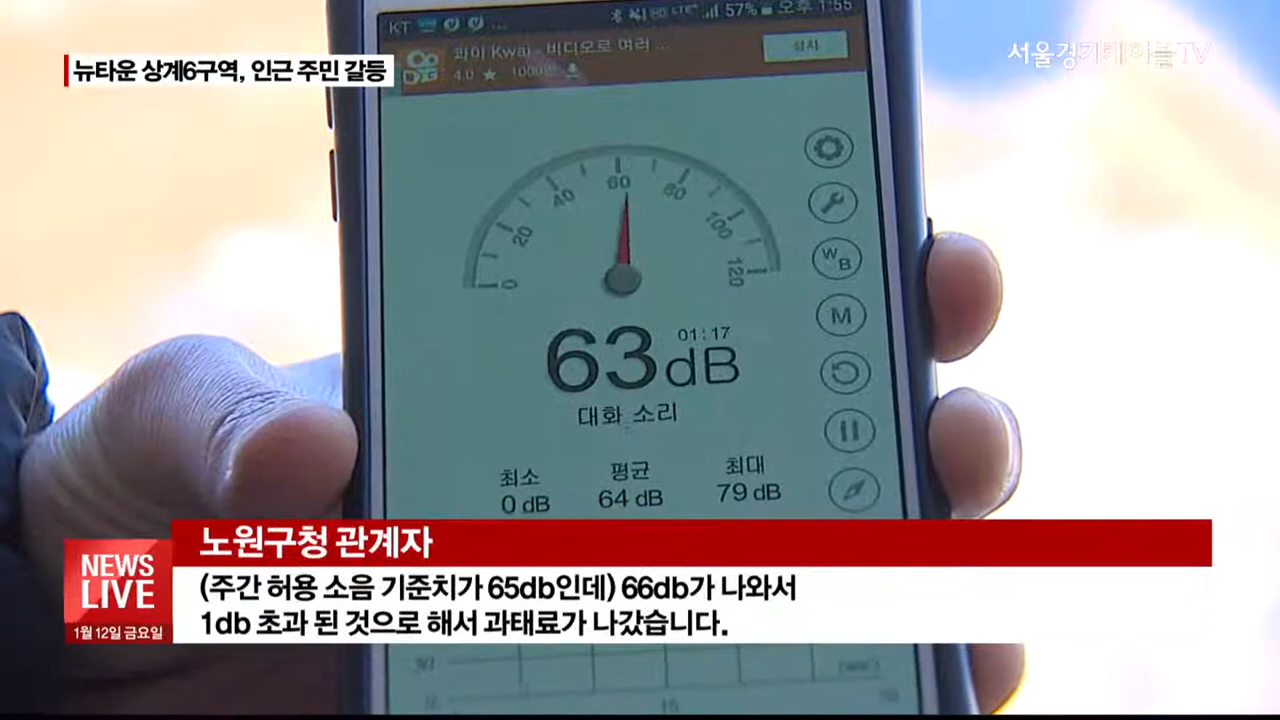 KT
57% 오후 1:55
콰이 Kwai - 비디오로 여러 ...
설치
4.0 ★ 1000만
서울경기케이블TV
뉴타운 상계6구역, 인근 주민 갈등
0 20 40 60 80 100 120
W B
M
01:17
63dB
대화 소리
최소 평균 최대
0 dB 64 dB 79 dB
노원구청 관계자
NEWS LIVE
1월 12일 금요일
(주간 허용 소음 기준치가 65db인데) 66db가 나와서
1db 초과 된 것으로 해서 과태료가 나갔습니다.
15